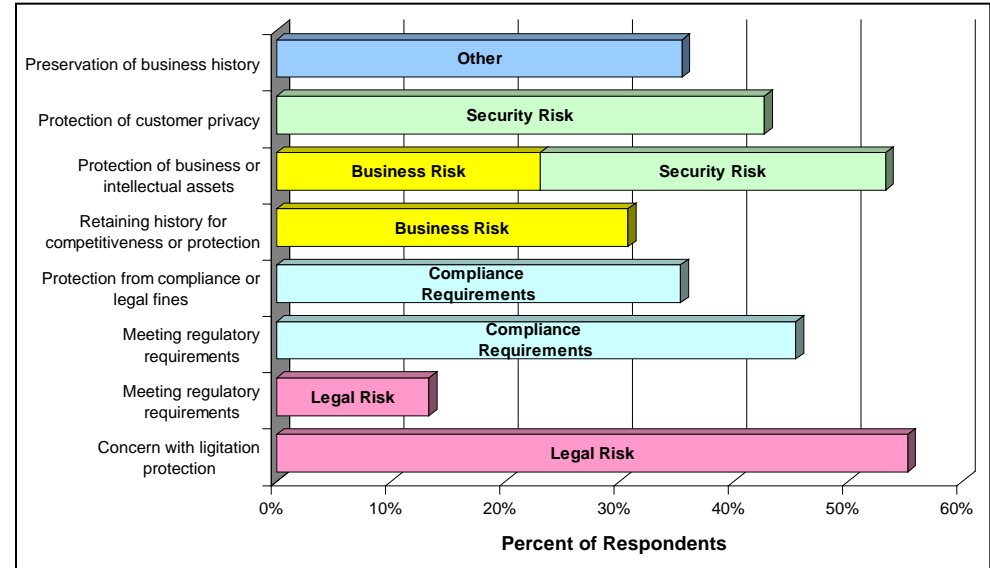 Preservation of business history
Other
Protection of customer privacy
Security Risk
Protection of business or
intellectual assets
Business Risk
Security Risk
Retaining history for
competitiveness or protection
Business Risk
Protection from compliance or
legal fines
Compliance
Requirements
Meeting regulatory
requirements
Compliance
Requirements
Meeting regulatory
requirements
Legal Risk
Concern with ligitation
protection
Legal Risk
0%
10%
20%
30%
40%
50%
60%
Percent of Respondents